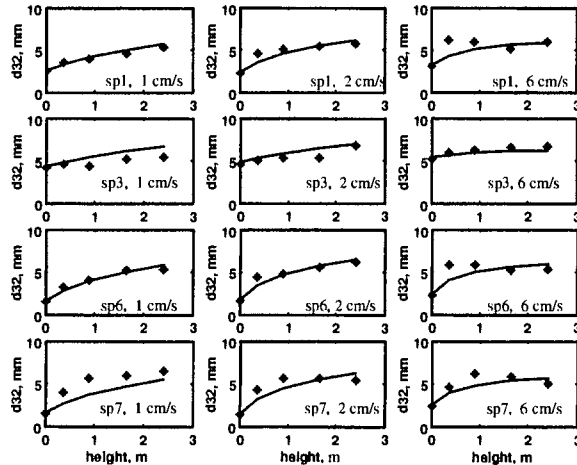 d32, mm 10 5 0 0 1 2 3 sp1, 1 cm/s
10 5 0 0 1 2 3 sp1, 2 cm/s
10 5 0 0 1 2 3 sp1, 6 cm/s
d32, mm 10 5 0 0 1 2 3 sp3, 1 cm/s
10 5 0 0 1 2 3 sp3, 2 cm/s
10 5 0 0 1 2 3 sp3, 6 cm/s
d32, mm 10 5 0 0 1 2 3 sp6, 1 cm/s
10 5 0 0 1 2 3 sp6, 2 cm/s
10 5 0 0 1 2 3 sp6, 6 cm/s
d32, mm 10 5 0 0 1 2 3 sp7, 1 cm/s
10 5 0 0 1 2 3 sp7, 2 cm/s
10 5 0 0 1 2 3 sp7, 6 cm/s
height, m height, m height, m